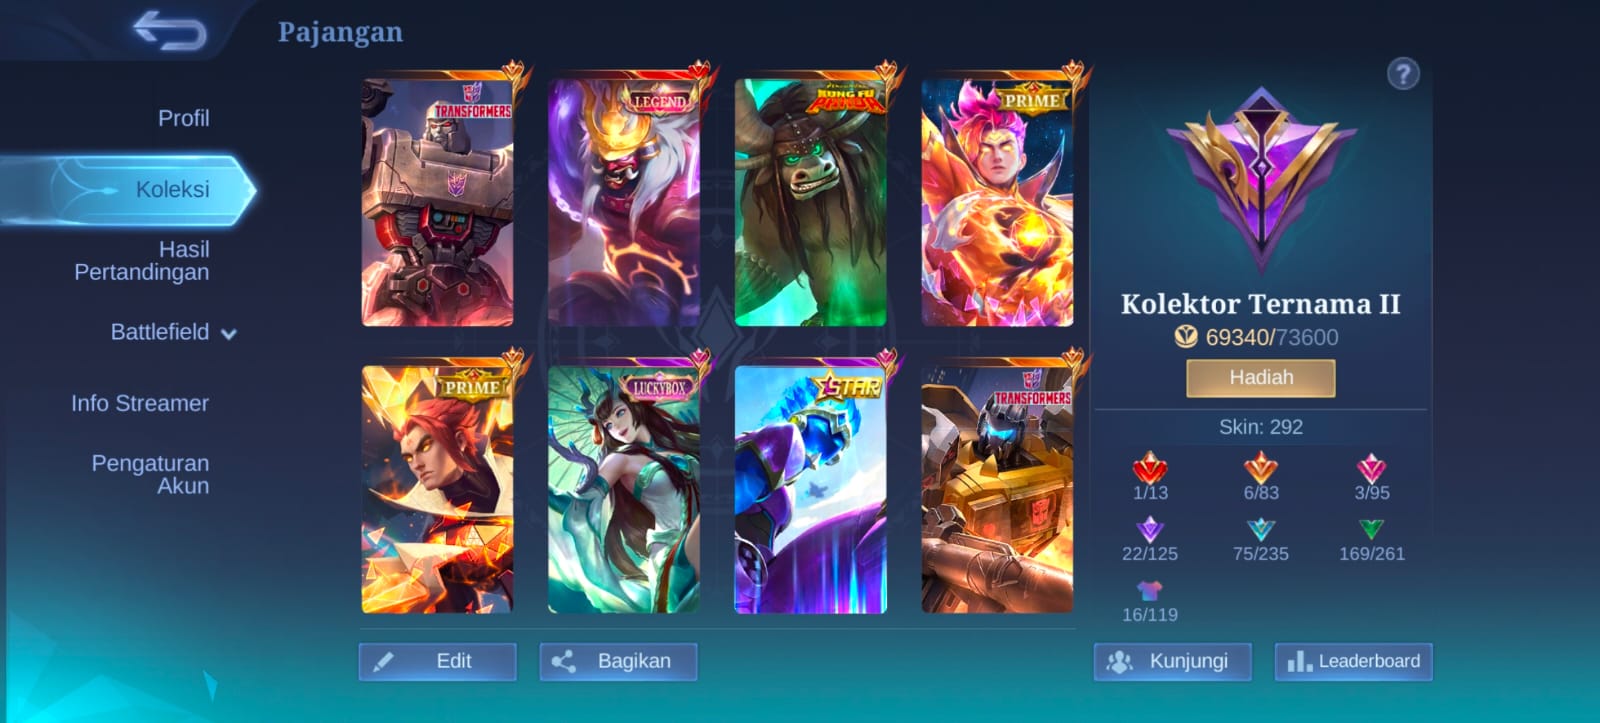 Pajangan
Profil
Koleksi
Hasil
Pertandingan
Battlefield
Info Streamer
Pengaturan
Akun
TRANSFORMERS
LEGEND
KUNG FU
PANDA
PRIME
PRIME
LUCKYBOX
STAR
TRANSFORMERS
Edit
Bagikan
?
Kolektor Ternama II
69340/73600
Hadiah
Skin: 292
1/13
6/83
3/95
22/125
75/235
169/261
16/119
Kunjungi
Leaderboard